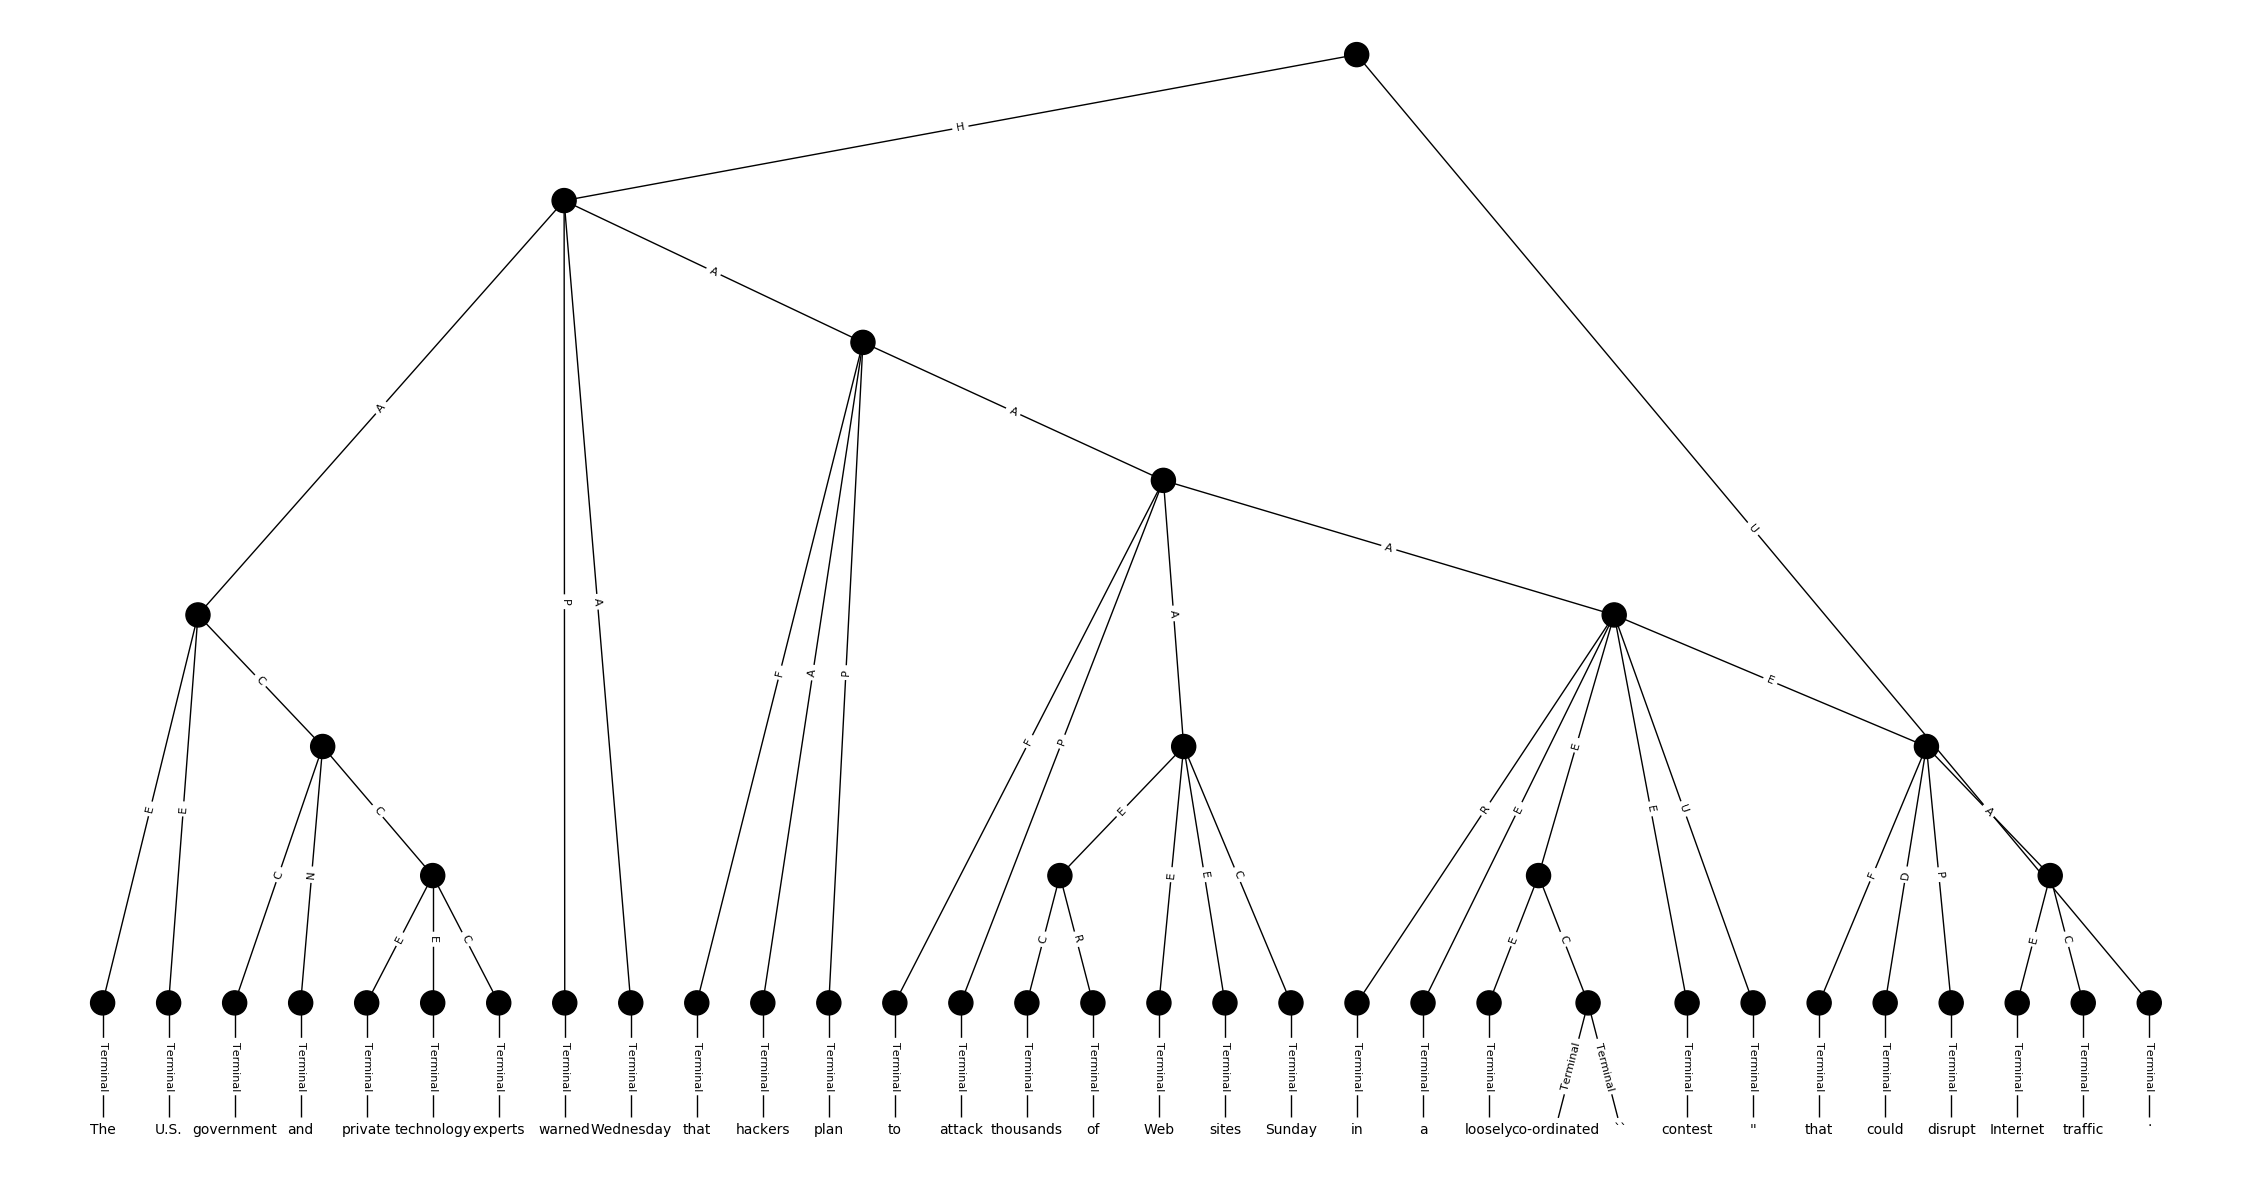 H
A
A
U
A
P
A
C
F
A
P
A
A
E
E
E
C
N
C
F
P
A
E
R
E
E
E
U
F
D
P
A
E
E
C
C
R
E
E
C
E
C
E
C
Terminal Terminal Terminal Terminal Terminal Terminal Terminal Terminal Terminal Terminal Terminal Terminal Terminal Terminal Terminal Terminal Terminal Terminal Terminal Terminal Terminal Terminal Terminal Terminal Terminal Terminal Terminal Terminal Terminal Terminal Terminal Terminal
The U.S. government and private technology experts warned Wednesday that hackers plan to attack thousands of Web sites Sunday in a loosely co-ordinated `` contest " that could disrupt Internet traffic .